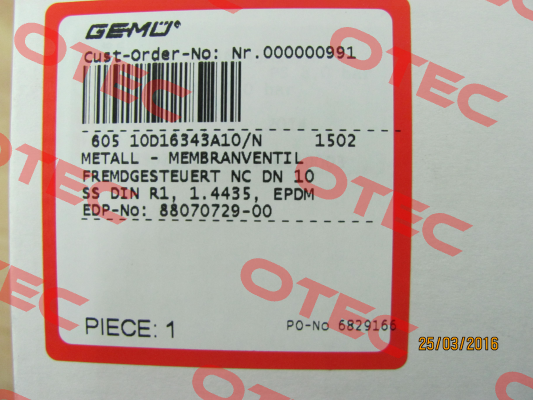 GEMÜ®
Cust-Order-No: Nr.000000991
605 10D16343A10/N 1502
METALL - MEMBRANVENTIL
FREMDGESTEUERT NC DN 10
SS DIN R1, 1.4435, EPDM
EDP-No: 88070729-00
PIECE: 1
PO-No 6829166
25/03/2016
OTEC
OTEC
OTEC
OTEC
OTEC
OTEC